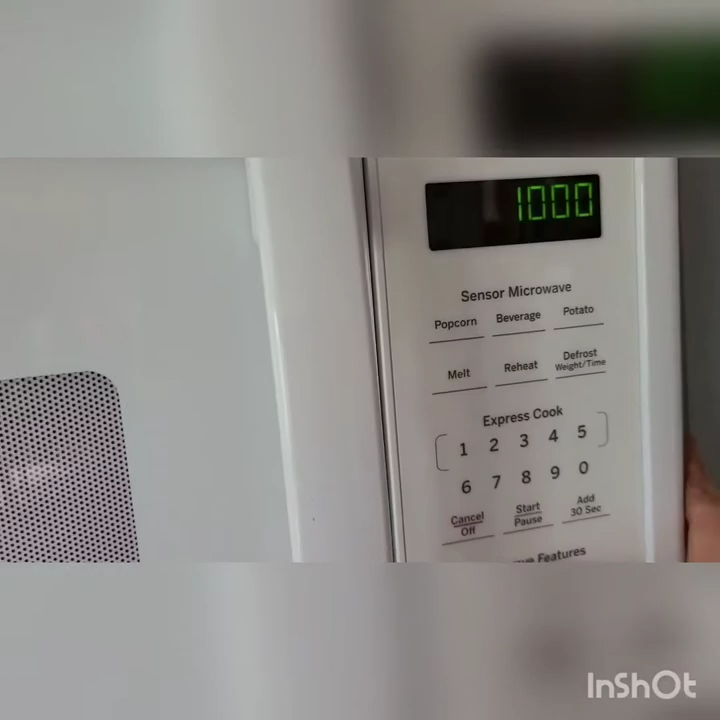 1000
Sensor Microwave
Popcorn Beverage Potato
Melt Reheat Defrost
Weight/Time
Express Cook
1 2 3 4 5
6 7 8 9 0
Cancel Start Add
Off Pause 30 Sec
Features
InShOt